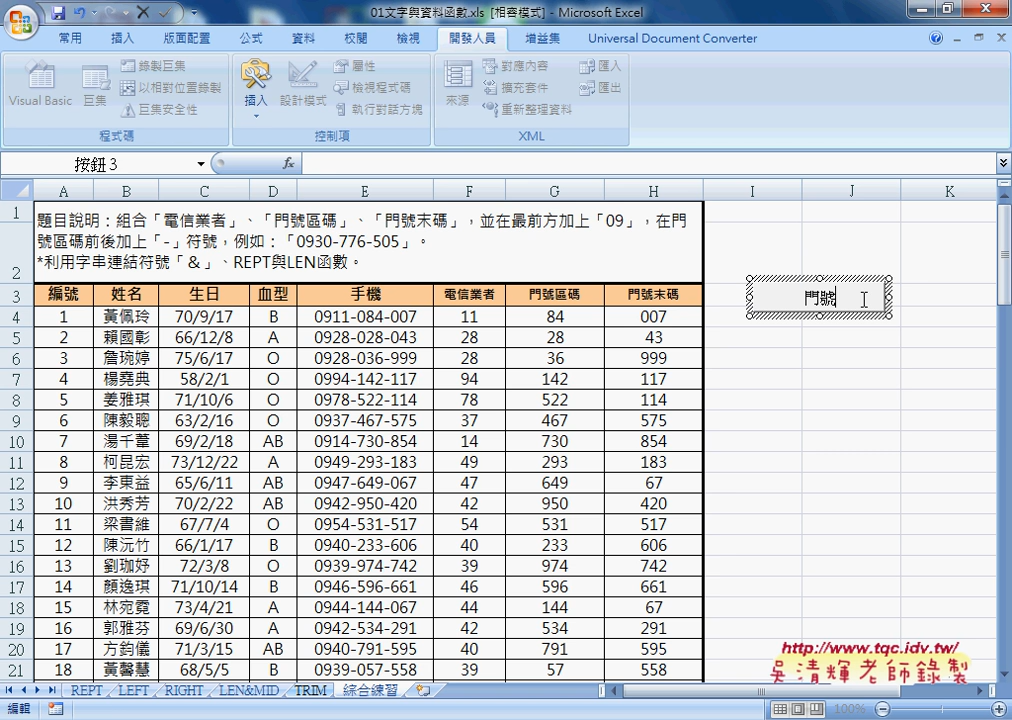 01文字與資料函數.xls [相容模式] - Microsoft Excel
常用 插入 版面配置 公式 資料 校閱 檢視 開發人員 增益集 Universal Document Converter
Visual Basic 巨集 錄製巨集 以相對位置錄製 巨集安全性 程式碼
插入 設計模式 屬性 檢視程式碼 執行對話方塊 控制項
來源 對應內容 擴充套件 重新整理資料 匯入 匯出 XML
按鈕 3 fx
A B C D E F G H I J K
1 題目說明：組合「電信業者」、「門號區碼」、「門號末碼」，並在最前方加上「09」，在門
號區碼前後加上「-」符號，例如：「0930-776-505」。
2 *利用字串連結符號「&」、REPT與LEN函數。
3 編號 姓名 生日 血型 手機 電信業者 門號區碼 門號末碼
門號
4 1 黃佩玲 70/9/17 B 0911-084-007 11 84 007
5 2 賴國彰 66/12/8 A 0928-028-043 28 28 43
6 3 詹琬婷 75/6/17 O 0928-036-999 28 36 999
7 4 楊堯典 58/2/1 O 0994-142-117 94 142 117
8 5 姜雅琪 71/10/6 O 0978-522-114 78 522 114
9 6 陳毅聰 63/2/16 O 0937-467-575 37 467 575
10 7 湯千葦 69/2/18 AB 0914-730-854 14 730 854
11 8 柯昆宏 73/12/22 A 0949-293-183 49 293 183
12 9 李東益 65/6/11 AB 0947-649-067 47 649 67
13 10 洪秀芳 70/2/22 AB 0942-950-420 42 950 420
14 11 梁書維 67/7/4 O 0954-531-517 54 531 517
15 12 陳沅竹 66/1/17 B 0940-233-606 40 233 606
16 13 劉珈妤 72/3/8 O 0939-974-742 39 974 742
17 14 顏逸琪 71/10/14 B 0946-596-661 46 596 661
18 15 林宛霓 73/4/21 A 0944-144-067 44 144 67
19 16 郭雅芬 69/6/30 A 0942-534-291 42 534 291
20 17 方鈞儀 71/3/15 AB 0940-791-595 40 791 595
21 18 黃馨慧 68/5/5 B 0939-057-558 39 57 558
http://www.tqc.idv.tw/
吳清輝老師錄製
REPT LEFT RIGHT LEN&MID TRIM 綜合練習
編輯 100%